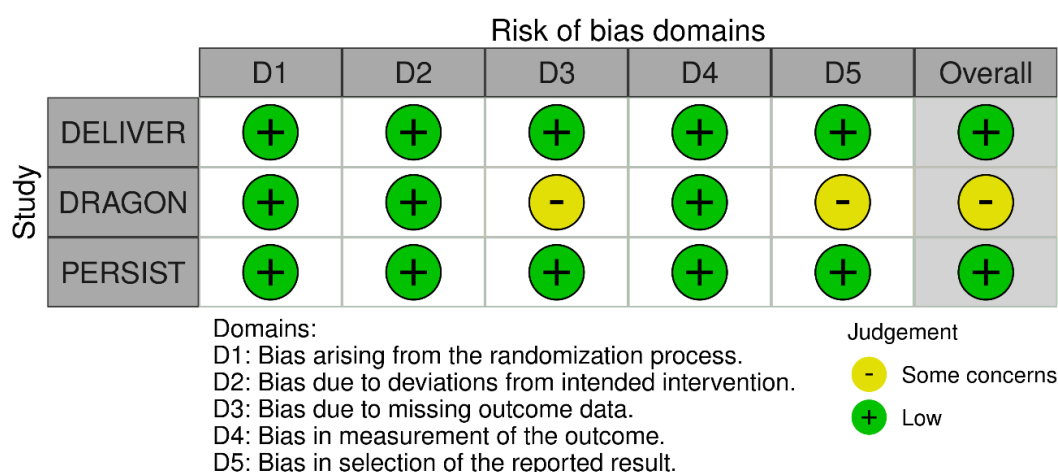 Risk of bias domains
D1 D2 D3 D4 D5 Overall
Study
DELIVER + + + + + +
DRAGON + + - + - -
PERSIST + + + + + +
Domains:
D1: Bias arising from the randomization process.
D2: Bias due to deviations from intended intervention.
D3: Bias due to missing outcome data.
D4: Bias in measurement of the outcome.
D5: Bias in selection of the reported result.
Judgement
- Some concerns
+ Low